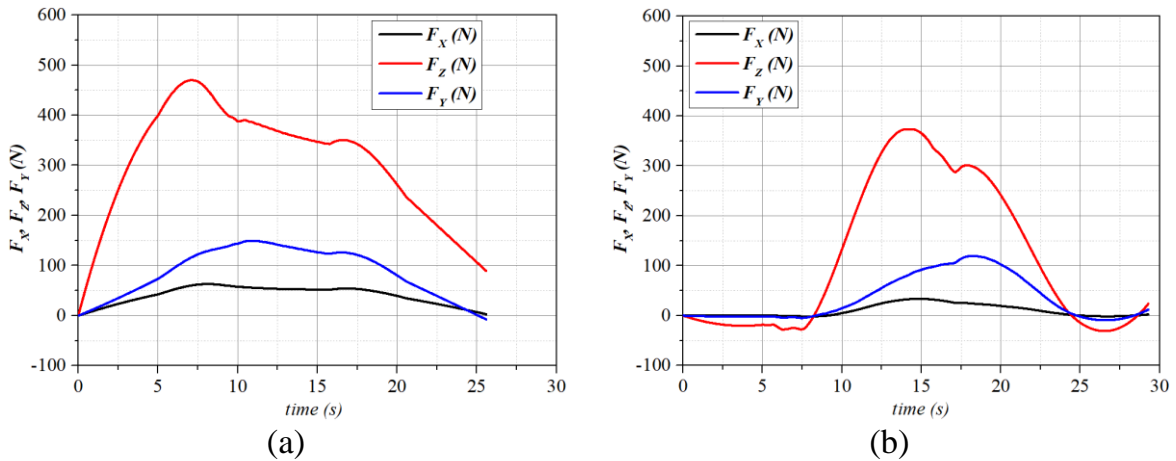 600
500
400
300
200
100
0
-100
F_X, F_Z, F_Y (N)
F_X (N)
F_Z (N)
F_Y (N)
0 5 10 15 20 25 30
time (s)
(a)
600
500
400
300
200
100
0
-100
F_X, F_Z, F_Y (N)
F_X (N)
F_Z (N)
F_Y (N)
0 5 10 15 20 25 30
time (s)
(b)